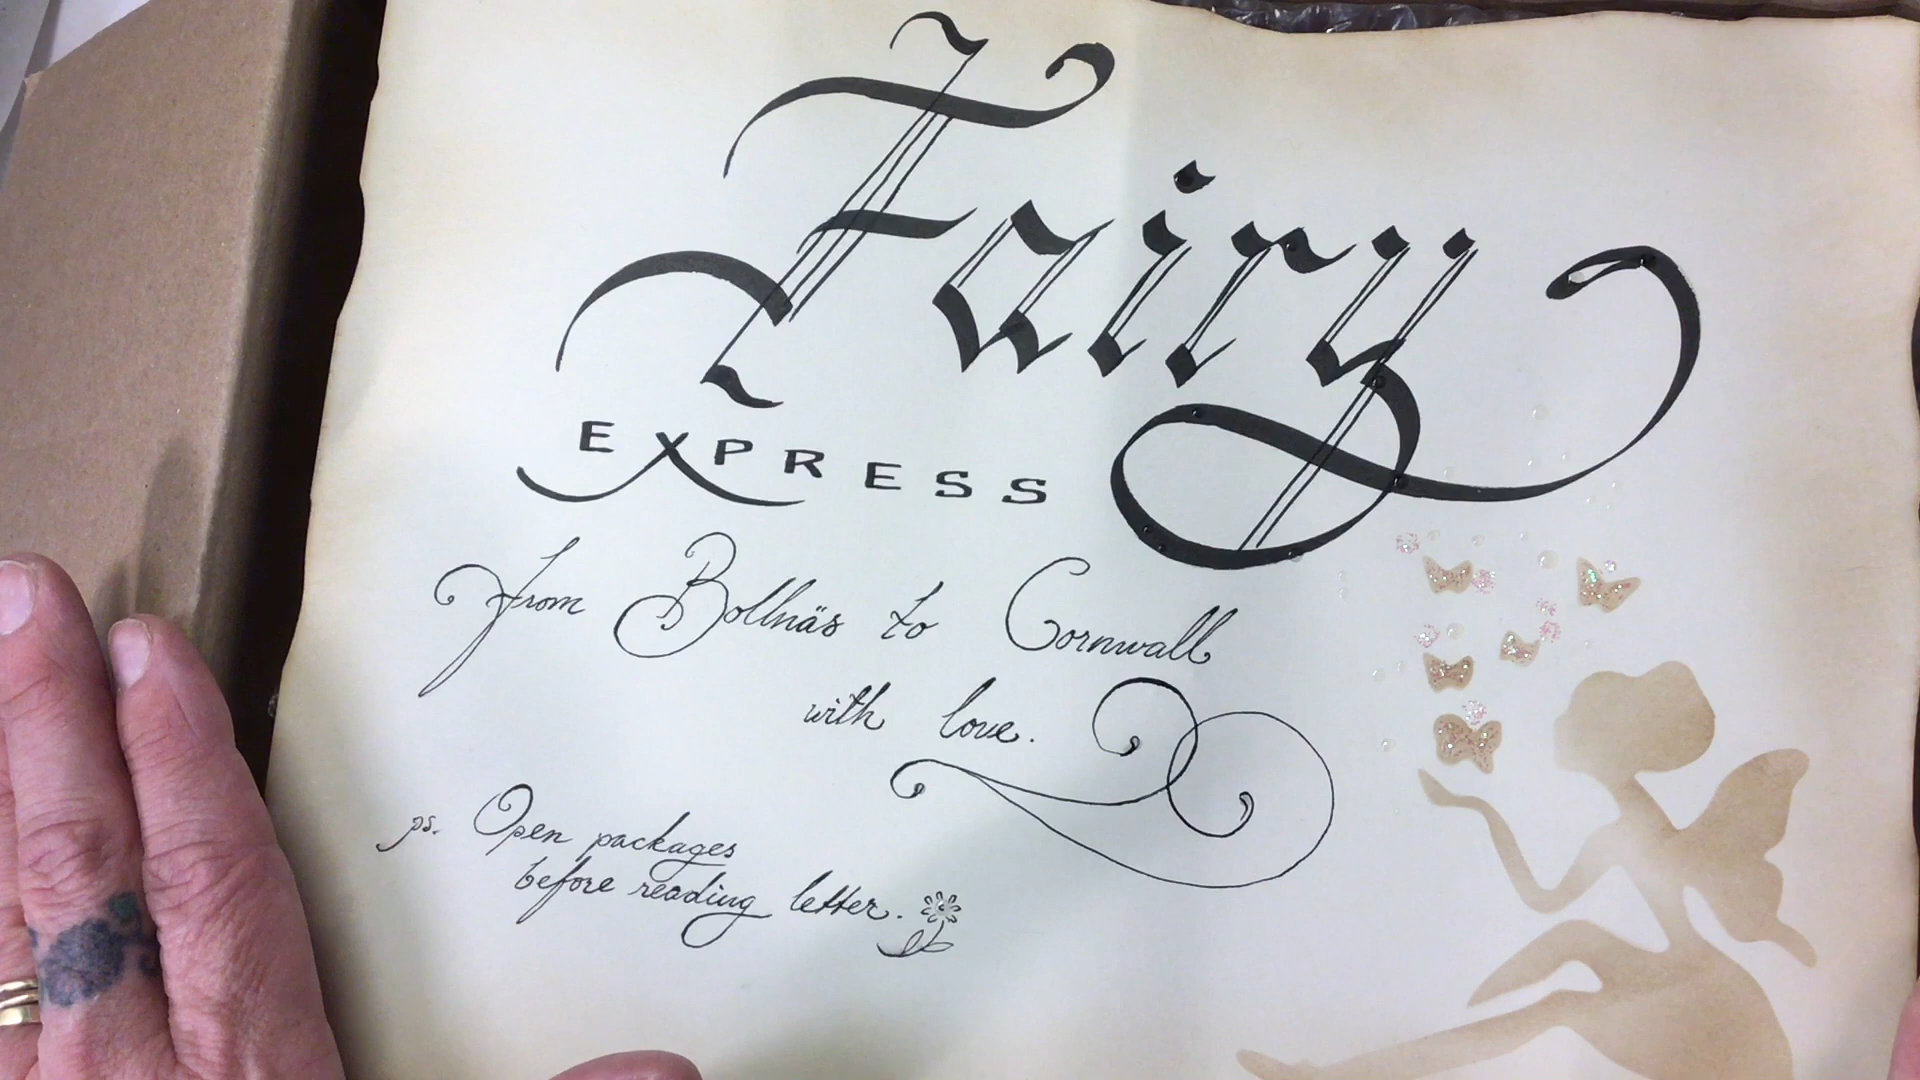 Fairy
EXPRESS
from Bollnäs to Cornwall
with love.
ps. Open packages
before reading letter.